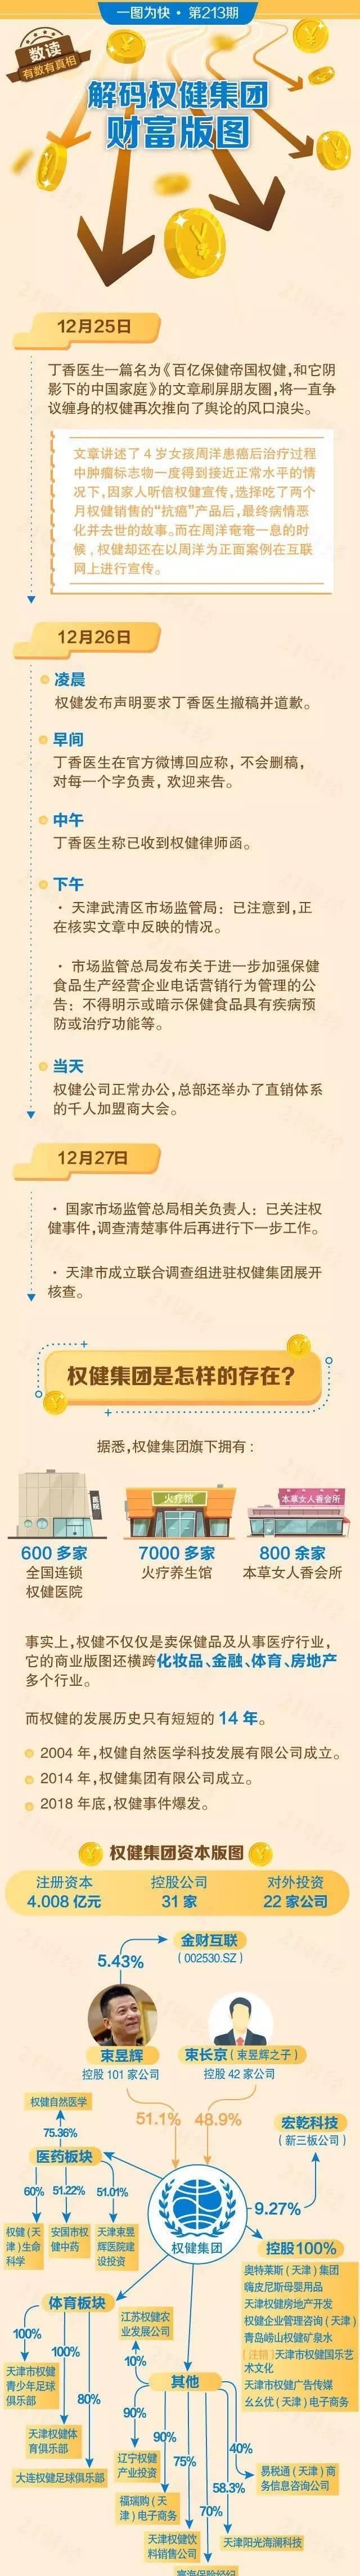 一图为快·第213期
数读
有数有真相
解码权健集团
财富版图
12月25日
丁香医生一篇名为《百亿保健帝国权健,和它阴
影下的中国家庭》的文章刷屏朋友圈,将一直争
议缠身的权健再次推向了舆论的风口浪尖。
文章讲述了4岁女孩周洋患癌后治疗过程
中肿瘤标志物一度得到接近正常水平的情
况下,因家人听信权健宣传,选择吃了两个
月权健销售的“抗癌”产品后,最终病情恶
化并去世的故事。而在周洋奄奄一息的时
候,权健却还在以周洋为正面案例在互联
网上进行宣传。
12月26日
凌晨
权健发布声明要求丁香医生撤稿并道歉。
早间
丁香医生在官方微博回应称,不会删稿,
对每一个字负责,欢迎来告。
中午
丁香医生称已收到权健律师函。
下午
· 天津武清区市场监管局:已注意到,正
在核实文章中反映的情况。
· 市场监管总局发布关于进一步加强保健
食品生产经营企业电话营销行为管理的公
告:不得明示或暗示保健食品具有疾病预
防或治疗功能等。
当天
权健公司正常办公,总部还举办了直销体系
的千人加盟商大会。
12月27日
· 国家市场监管总局相关负责人:已关注权
健事件,调查清楚事件后再进行下一步工作。
· 天津市成立联合调查组进驻权健集团展开
核查。
权健集团是怎样的存在?
据悉,权健集团旗下拥有:
医院
火疗馆
本草女人香会所
600 多家
全国连锁
权健医院
7000 多家
火疗养生馆
800 余家
本草女人香会所
事实上,权健不仅仅是卖保健品及从事医疗行业,
它的商业版图还横跨化妆品、金融、体育、房地产
多个行业。
而权健的发展历史只有短短的 14 年。
2004 年,权健自然医学科技发展有限公司成立。
2014 年,权健集团有限公司成立。
2018 年底,权健事件爆发。
权健集团资本版图
注册资本
4.008 亿元
控股公司
31 家
对外投资
22 家公司
金财互联
(002530.SZ)
5.43%
束昱辉
控股 101 家公司
束长京(束昱辉之子)
控股 42 家公司
51.1%
48.9%
权健集团
宏乾科技
(新三板公司)
9.27%
权健自然医学
75.36%
医药板块
60%
51.22%
51.01%
权健(天
津)生命
科学
安国市权
健中药
天津束昱
辉医院建
设投资
控股100%
奥特莱斯(天津)集团
嗨皮尼斯母婴用品
天津权健房地产开发
权健企业管理咨询(天津)
青岛崂山权健矿泉水
(注销)天津市权健国乐艺
术文化
天津市权健广告传媒
幺幺优(天津)电子商务
体育板块
100%
100%
80%
天津市权健
青少年足球
俱乐部
天津权健体
育俱乐部
大连权健足球俱乐部
江苏权健农
业发展公司
10%
其他
90%
90%
75%
70%
58.3%
40%
辽宁权健
产业投资
福瑞购(天
津)电子商务
天津权健饮
料销售公司
天津阳光海澜科技
易税通(天津)商
务信息咨询公司